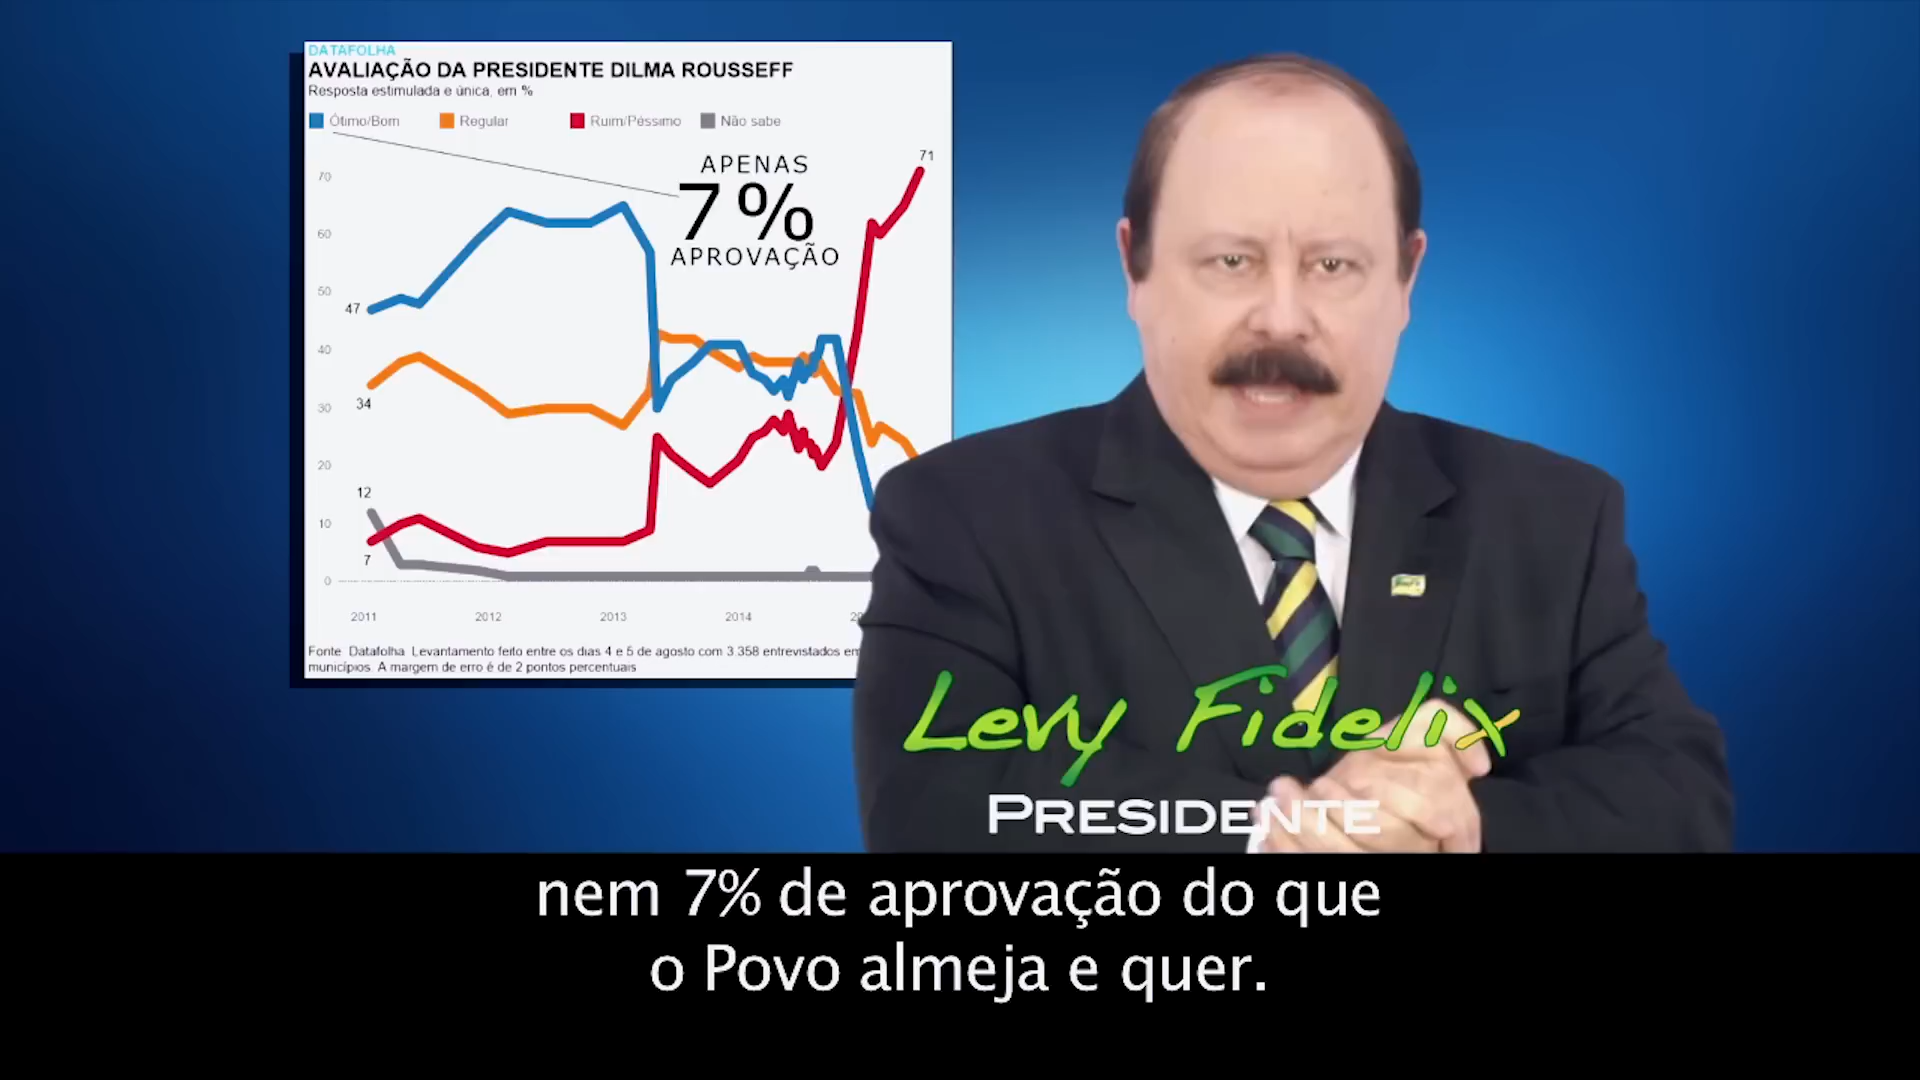 DATAFOLHA
AVALIAÇÃO DA PRESIDENTE DILMA ROUSSEFF
Resposta estimulada e única, em %
Ótimo/Bom Regular Ruim/Péssimo Não sabe
APENAS
7%
APROVAÇÃO
71
70
60
50
47
40
34
30
20
12
10
7
0
2011 2012 2013 2014
Fonte Datafolha Levantamento feito entre os dias 4 e 5 de agosto com 3.358 entrevistados em
municípios. A margem de erro é de 2 pontos percentuais
Levy Fidelix
PRESIDENTE
nem 7% de aprovação do que
o Povo almeja e quer.